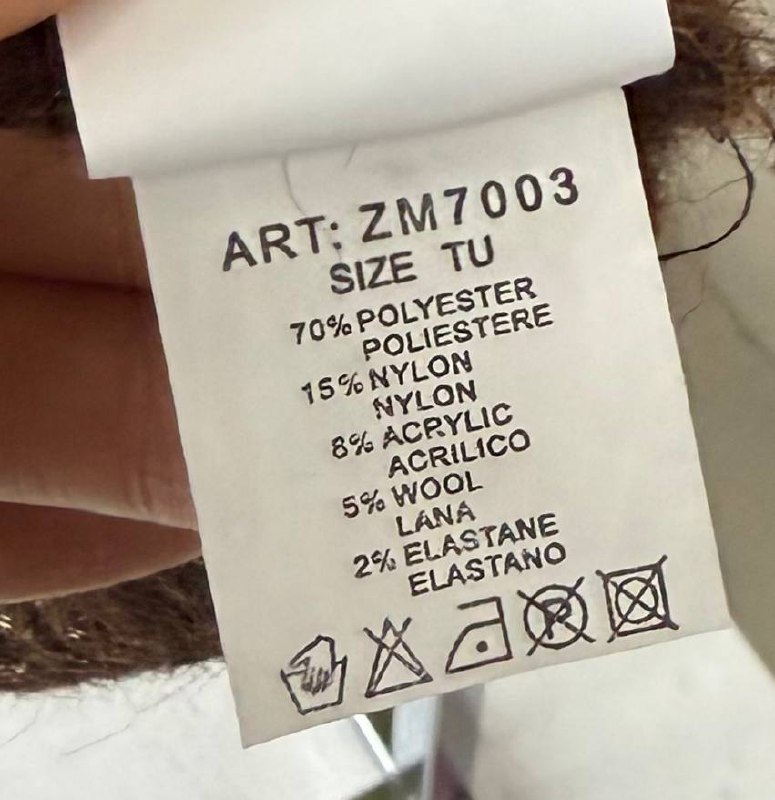 ART: ZM7003
SIZE TU
70% POLYESTER
POLIESTERE
15% NYLON
NYLON
8% ACRYLIC
ACRILICO
5% WOOL
LANA
2% ELASTANE
ELASTANO
P